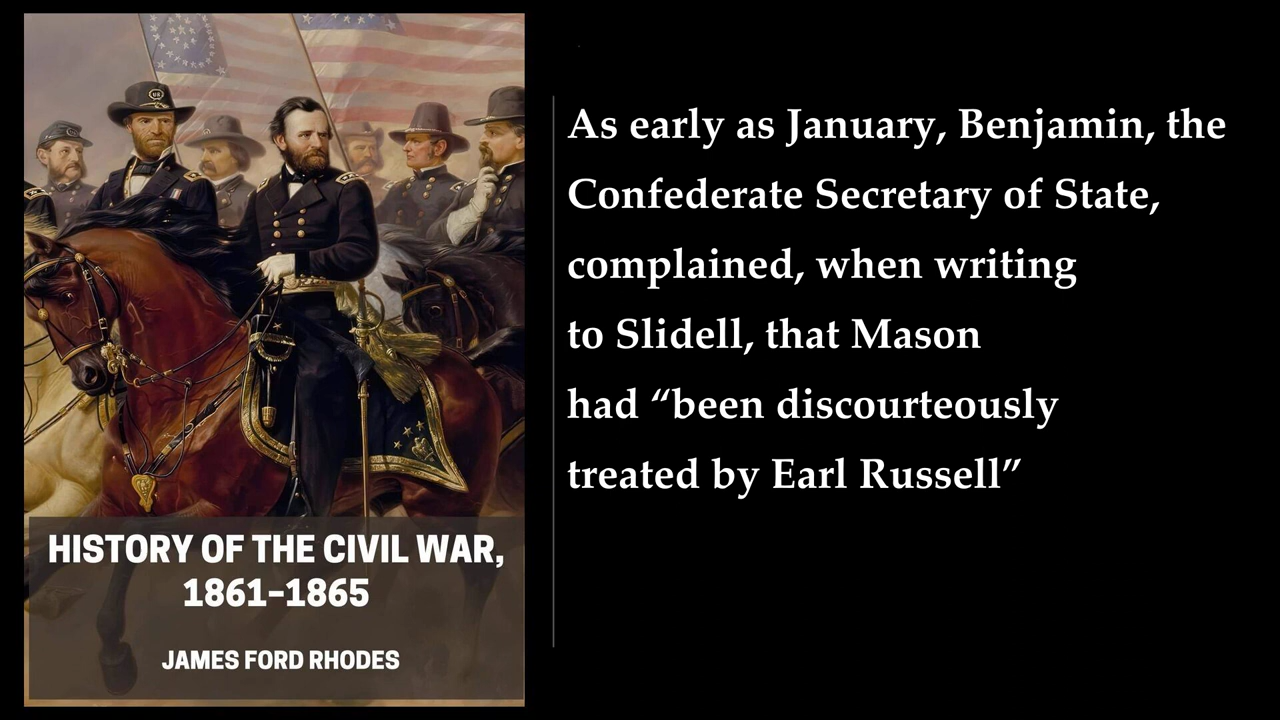 HISTORY OF THE CIVIL WAR,
1861–1865
JAMES FORD RHODES
As early as January, Benjamin, the
Confederate Secretary of State,
complained, when writing
to Slidell, that Mason
had “been discourteously
treated by Earl Russell”